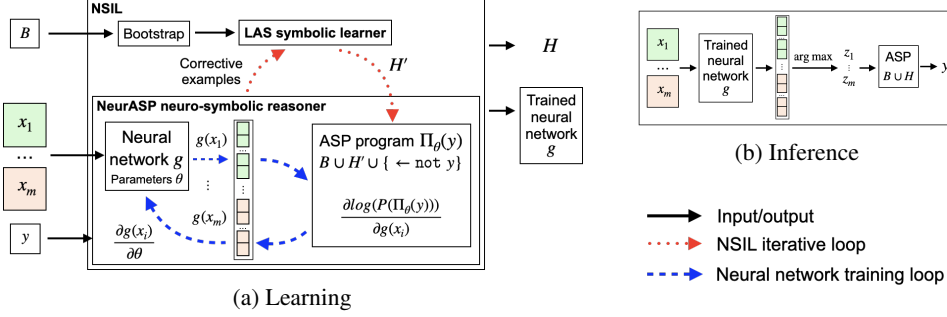 NSIL
B
Bootstrap
LAS symbolic learner
Corrective
examples
H′
H
NeurASP neuro-symbolic reasoner
x₁
...
xₘ
y
Neural
network g
Parameters θ
g(x₁)
⋮
g(xₘ)
∂g(xᵢ)
∂θ
...
⋮
...
ASP program Π_θ(y)
B ∪ H′ ∪ { ← not y}
∂log(P(Π_θ(y)))
∂g(xᵢ)
Trained
neural
network
g
(a) Learning
x₁
...
xₘ
Trained
neural
network
g
...
⋮
...
arg max
z₁
⋮
zₘ
ASP
B ∪ H
y
(b) Inference
Input/output
NSIL iterative loop
Neural network training loop